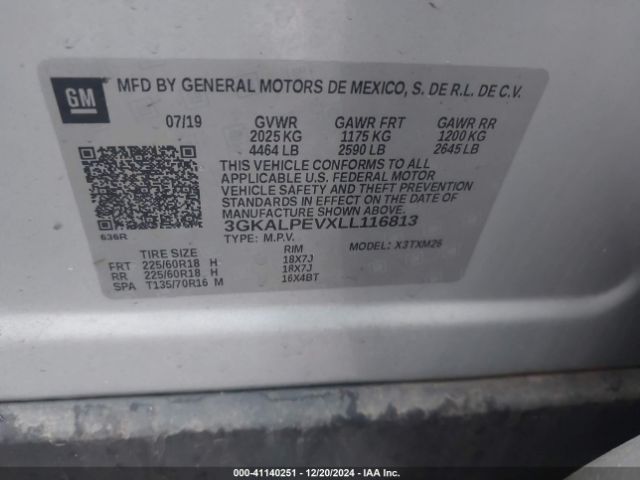 GM
MFD BY GENERAL MOTORS DE MEXICO, S. DE R.L. DE C.V.
07/19 GVWR GAWR FRT GAWR RR
2025 KG 1175 KG 1200 KG
4464 LB 2590 LB 2645 LB
THIS VEHICLE CONFORMS TO ALL
APPLICABLE U.S. FEDERAL MOTOR
VEHICLE SAFETY AND THEFT PREVENTION
STANDARDS IN EFFECT ON THE DATE OF
MANUFACTURE SHOWN ABOVE.
3GKALPEVXLL116813
636R TYPE: M.P.V. MODEL: X3TXM26
TIRE SIZE RIM
FRT 225/60R18 H 18X7J
RR 225/60R18 H 18X7J
SPA T135/70R16 M 16X4BT
© COPART - 41140251 | 12/20/2024 - IAA Inc.